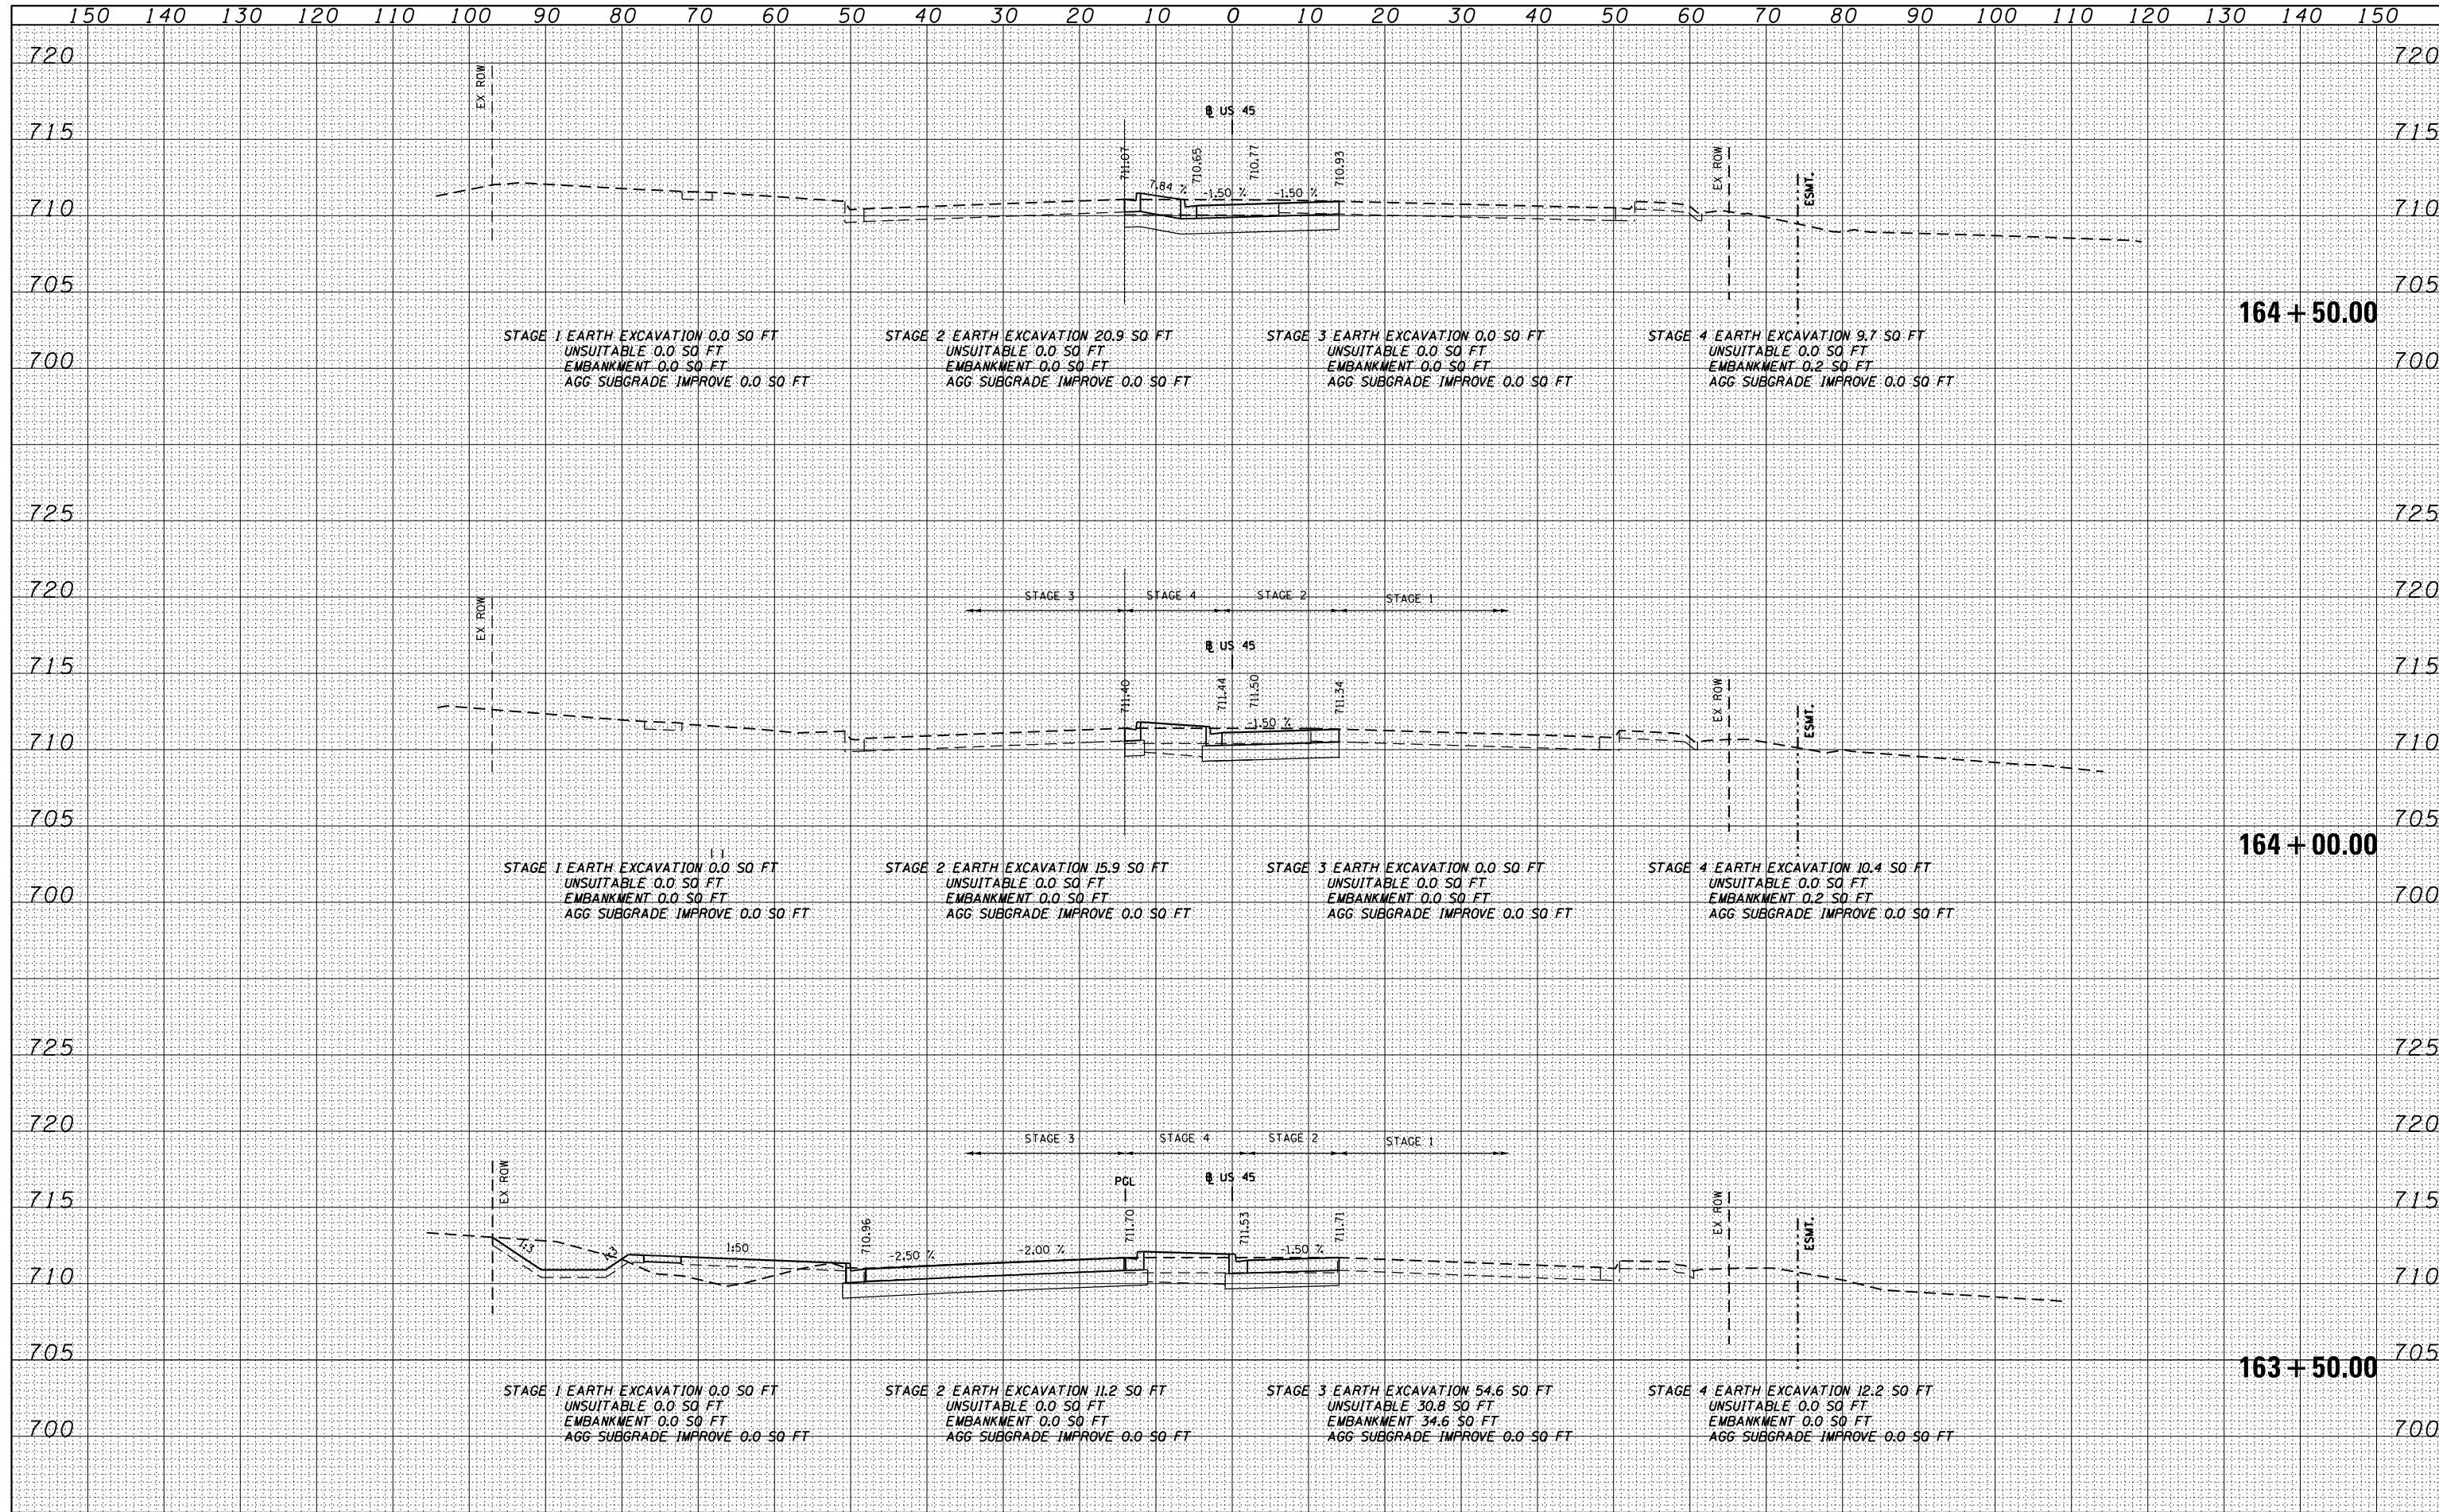 150 140 130 120 110 100 90 80 70 60 50 40 30 20 10 0 10 20 30 40 50 60 70 80 90 100 110 120 130 140 150
720 720
EX ROW
℄ US 45
715 715
711.07 710.65 710.77 710.93
EX ROW
ESMT.
7.84 % -1.50 % -1.50 %
710 710
705 705
164+50.00
STAGE 1 EARTH EXCAVATION 0.0 SQ FT
UNSUITABLE 0.0 SQ FT
EMBANKMENT 0.0 SQ FT
AGG SUBGRADE IMPROVE 0.0 SQ FT
STAGE 2 EARTH EXCAVATION 20.9 SQ FT
UNSUITABLE 0.0 SQ FT
EMBANKMENT 0.0 SQ FT
AGG SUBGRADE IMPROVE 0.0 SQ FT
STAGE 3 EARTH EXCAVATION 0.0 SQ FT
UNSUITABLE 0.0 SQ FT
EMBANKMENT 0.0 SQ FT
AGG SUBGRADE IMPROVE 0.0 SQ FT
STAGE 4 EARTH EXCAVATION 9.7 SQ FT
UNSUITABLE 0.0 SQ FT
EMBANKMENT 0.2 SQ FT
AGG SUBGRADE IMPROVE 0.0 SQ FT
700 700
725 725
720 720
STAGE 3 STAGE 4 STAGE 2 STAGE 1
EX ROW
℄ US 45
715 715
711.40 711.44 711.50 711.34
EX ROW
ESMT.
-1.50 %
710 710
705 705
164+00.00
STAGE 1 EARTH EXCAVATION 0.0 SQ FT
UNSUITABLE 0.0 SQ FT
EMBANKMENT 0.0 SQ FT
AGG SUBGRADE IMPROVE 0.0 SQ FT
STAGE 2 EARTH EXCAVATION 15.9 SQ FT
UNSUITABLE 0.0 SQ FT
EMBANKMENT 0.0 SQ FT
AGG SUBGRADE IMPROVE 0.0 SQ FT
STAGE 3 EARTH EXCAVATION 0.0 SQ FT
UNSUITABLE 0.0 SQ FT
EMBANKMENT 0.0 SQ FT
AGG SUBGRADE IMPROVE 0.0 SQ FT
STAGE 4 EARTH EXCAVATION 10.4 SQ FT
UNSUITABLE 0.0 SQ FT
EMBANKMENT 0.2 SQ FT
AGG SUBGRADE IMPROVE 0.0 SQ FT
700 700
725 725
720 720
STAGE 3 STAGE 4 STAGE 2 STAGE 1
EX ROW
PGL
℄ US 45
715 715
710.96 711.70 711.53 711.71
EX ROW
ESMT.
1:3 1:50 -2.50 % -2.00 % -1.50 %
710 710
705 705
163+50.00
STAGE 1 EARTH EXCAVATION 0.0 SQ FT
UNSUITABLE 0.0 SQ FT
EMBANKMENT 0.0 SQ FT
AGG SUBGRADE IMPROVE 0.0 SQ FT
STAGE 2 EARTH EXCAVATION 11.2 SQ FT
UNSUITABLE 0.0 SQ FT
EMBANKMENT 0.0 SQ FT
AGG SUBGRADE IMPROVE 0.0 SQ FT
STAGE 3 EARTH EXCAVATION 54.6 SQ FT
UNSUITABLE 30.8 SQ FT
EMBANKMENT 34.6 SQ FT
AGG SUBGRADE IMPROVE 0.0 SQ FT
STAGE 4 EARTH EXCAVATION 12.2 SQ FT
UNSUITABLE 0.0 SQ FT
EMBANKMENT 0.0 SQ FT
AGG SUBGRADE IMPROVE 0.0 SQ FT
700 700